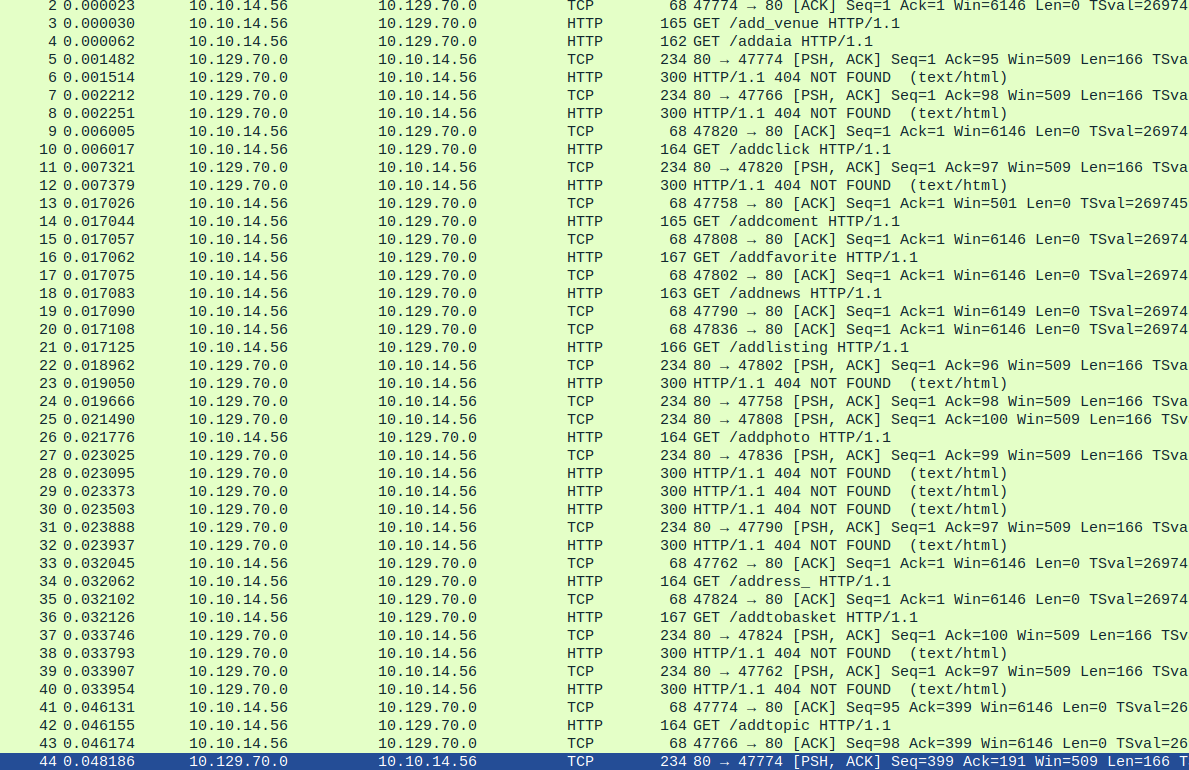 2 0.000023 10.10.14.56 10.129.70.0 TCP 68 47774 → 80 [ACK] Seq=1 Ack=1 Win=6146 Len=0 TSval=26974
3 0.000030 10.10.14.56 10.129.70.0 HTTP 165 GET /add_venue HTTP/1.1
4 0.000062 10.10.14.56 10.129.70.0 HTTP 162 GET /addaia HTTP/1.1
5 0.001482 10.129.70.0 10.10.14.56 TCP 234 80 → 47774 [PSH, ACK] Seq=1 Ack=95 Win=509 Len=166 TSva
6 0.001514 10.129.70.0 10.10.14.56 HTTP 300 HTTP/1.1 404 NOT FOUND (text/html)
7 0.002212 10.129.70.0 10.10.14.56 TCP 234 80 → 47766 [PSH, ACK] Seq=1 Ack=98 Win=509 Len=166 TSva
8 0.002251 10.129.70.0 10.10.14.56 HTTP 300 HTTP/1.1 404 NOT FOUND (text/html)
9 0.006005 10.10.14.56 10.129.70.0 TCP 68 47820 → 80 [ACK] Seq=1 Ack=1 Win=6146 Len=0 TSval=26974
10 0.006017 10.10.14.56 10.129.70.0 HTTP 164 GET /addclick HTTP/1.1
11 0.007321 10.129.70.0 10.10.14.56 TCP 234 80 → 47820 [PSH, ACK] Seq=1 Ack=97 Win=509 Len=166 TSva
12 0.007379 10.129.70.0 10.10.14.56 HTTP 300 HTTP/1.1 404 NOT FOUND (text/html)
13 0.017026 10.10.14.56 10.129.70.0 TCP 68 47758 → 80 [ACK] Seq=1 Ack=1 Win=501 Len=0 TSval=269745
14 0.017044 10.10.14.56 10.129.70.0 HTTP 165 GET /addcoment HTTP/1.1
15 0.017057 10.10.14.56 10.129.70.0 TCP 68 47808 → 80 [ACK] Seq=1 Ack=1 Win=6146 Len=0 TSval=26974
16 0.017062 10.10.14.56 10.129.70.0 HTTP 167 GET /addfavorite HTTP/1.1
17 0.017075 10.10.14.56 10.129.70.0 TCP 68 47802 → 80 [ACK] Seq=1 Ack=1 Win=6146 Len=0 TSval=26974
18 0.017083 10.10.14.56 10.129.70.0 HTTP 163 GET /addnews HTTP/1.1
19 0.017090 10.10.14.56 10.129.70.0 TCP 68 47790 → 80 [ACK] Seq=1 Ack=1 Win=6149 Len=0 TSval=26974
20 0.017108 10.10.14.56 10.129.70.0 TCP 68 47836 → 80 [ACK] Seq=1 Ack=1 Win=6146 Len=0 TSval=26974
21 0.017125 10.10.14.56 10.129.70.0 HTTP 166 GET /addlisting HTTP/1.1
22 0.018962 10.129.70.0 10.10.14.56 TCP 234 80 → 47802 [PSH, ACK] Seq=1 Ack=96 Win=509 Len=166 TSva
23 0.019050 10.129.70.0 10.10.14.56 HTTP 300 HTTP/1.1 404 NOT FOUND (text/html)
24 0.019666 10.129.70.0 10.10.14.56 TCP 234 80 → 47758 [PSH, ACK] Seq=1 Ack=98 Win=509 Len=166 TSva
25 0.021490 10.129.70.0 10.10.14.56 TCP 234 80 → 47808 [PSH, ACK] Seq=1 Ack=100 Win=509 Len=166 TSv
26 0.021776 10.10.14.56 10.129.70.0 HTTP 164 GET /addphoto HTTP/1.1
27 0.023025 10.129.70.0 10.10.14.56 TCP 234 80 → 47836 [PSH, ACK] Seq=1 Ack=99 Win=509 Len=166 TSva
28 0.023095 10.129.70.0 10.10.14.56 HTTP 300 HTTP/1.1 404 NOT FOUND (text/html)
29 0.023373 10.129.70.0 10.10.14.56 HTTP 300 HTTP/1.1 404 NOT FOUND (text/html)
30 0.023503 10.129.70.0 10.10.14.56 HTTP 300 HTTP/1.1 404 NOT FOUND (text/html)
31 0.023888 10.129.70.0 10.10.14.56 TCP 234 80 → 47790 [PSH, ACK] Seq=1 Ack=97 Win=509 Len=166 TSva
32 0.023937 10.129.70.0 10.10.14.56 HTTP 300 HTTP/1.1 404 NOT FOUND (text/html)
33 0.032045 10.10.14.56 10.129.70.0 TCP 68 47762 → 80 [ACK] Seq=1 Ack=1 Win=6146 Len=0 TSval=26974
34 0.032062 10.10.14.56 10.129.70.0 HTTP 164 GET /address_ HTTP/1.1
35 0.032102 10.10.14.56 10.129.70.0 TCP 68 47824 → 80 [ACK] Seq=1 Ack=1 Win=6146 Len=0 TSval=26974
36 0.032126 10.10.14.56 10.129.70.0 HTTP 167 GET /addtobasket HTTP/1.1
37 0.033746 10.129.70.0 10.10.14.56 TCP 234 80 → 47824 [PSH, ACK] Seq=1 Ack=100 Win=509 Len=166 TSv
38 0.033793 10.129.70.0 10.10.14.56 HTTP 300 HTTP/1.1 404 NOT FOUND (text/html)
39 0.033907 10.129.70.0 10.10.14.56 TCP 234 80 → 47762 [PSH, ACK] Seq=1 Ack=97 Win=509 Len=166 TSva
40 0.033954 10.129.70.0 10.10.14.56 HTTP 300 HTTP/1.1 404 NOT FOUND (text/html)
41 0.046131 10.10.14.56 10.129.70.0 TCP 68 47774 → 80 [ACK] Seq=95 Ack=399 Win=6146 Len=0 TSval=26
42 0.046155 10.10.14.56 10.129.70.0 HTTP 164 GET /addtopic HTTP/1.1
43 0.046174 10.10.14.56 10.129.70.0 TCP 68 47766 → 80 [ACK] Seq=98 Ack=399 Win=6146 Len=0 TSval=26
44 0.048186 10.129.70.0 10.10.14.56 TCP 234 80 → 47774 [PSH, ACK] Seq=399 Ack=191 Win=509 Len=166 T